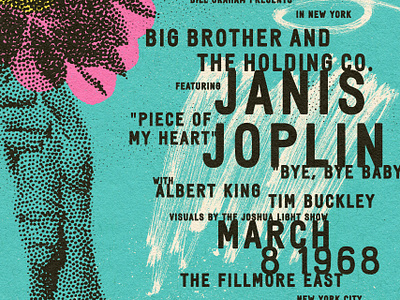 BILL GRAHAM PRESENTS
IN NEW YORK
BIG BROTHER AND
THE HOLDING CO.
FEATURING
JANIS
"PIECE OF
MY HEART"
JOPLIN
"BYE, BYE BABY
WITH
ALBERT KING
TIM BUCKLEY
VISUALS BY THE JOSHUA LIGHT SHOW
MARCH
8 1968
THE FILLMORE EAST
NEW YORK CITY